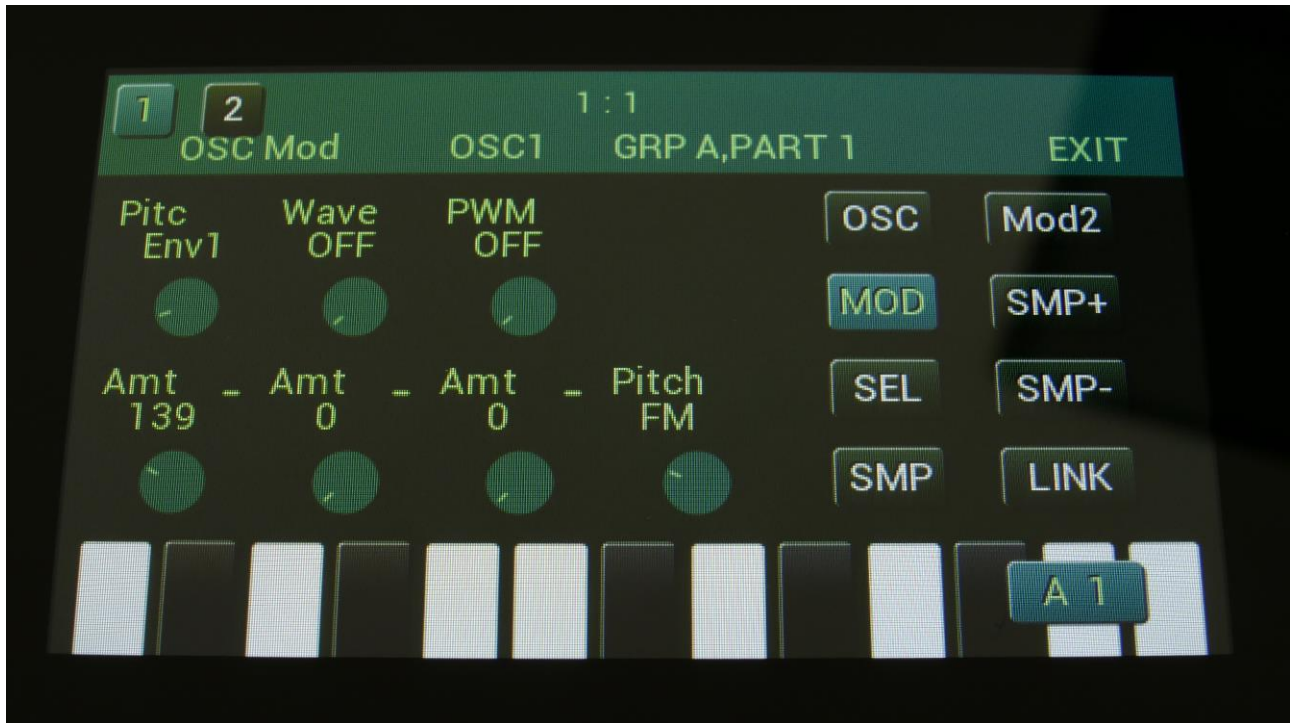 1 2 1 : 1
OSC Mod OSC1 GRP A,PART 1 EXIT
Pitc Wave PWM OSC Mod2
Env1 OFF OFF
MOD SMP+
Amt - Amt - Amt - Pitch SEL SMP-
139 0 0 FM
SMP LINK
A 1